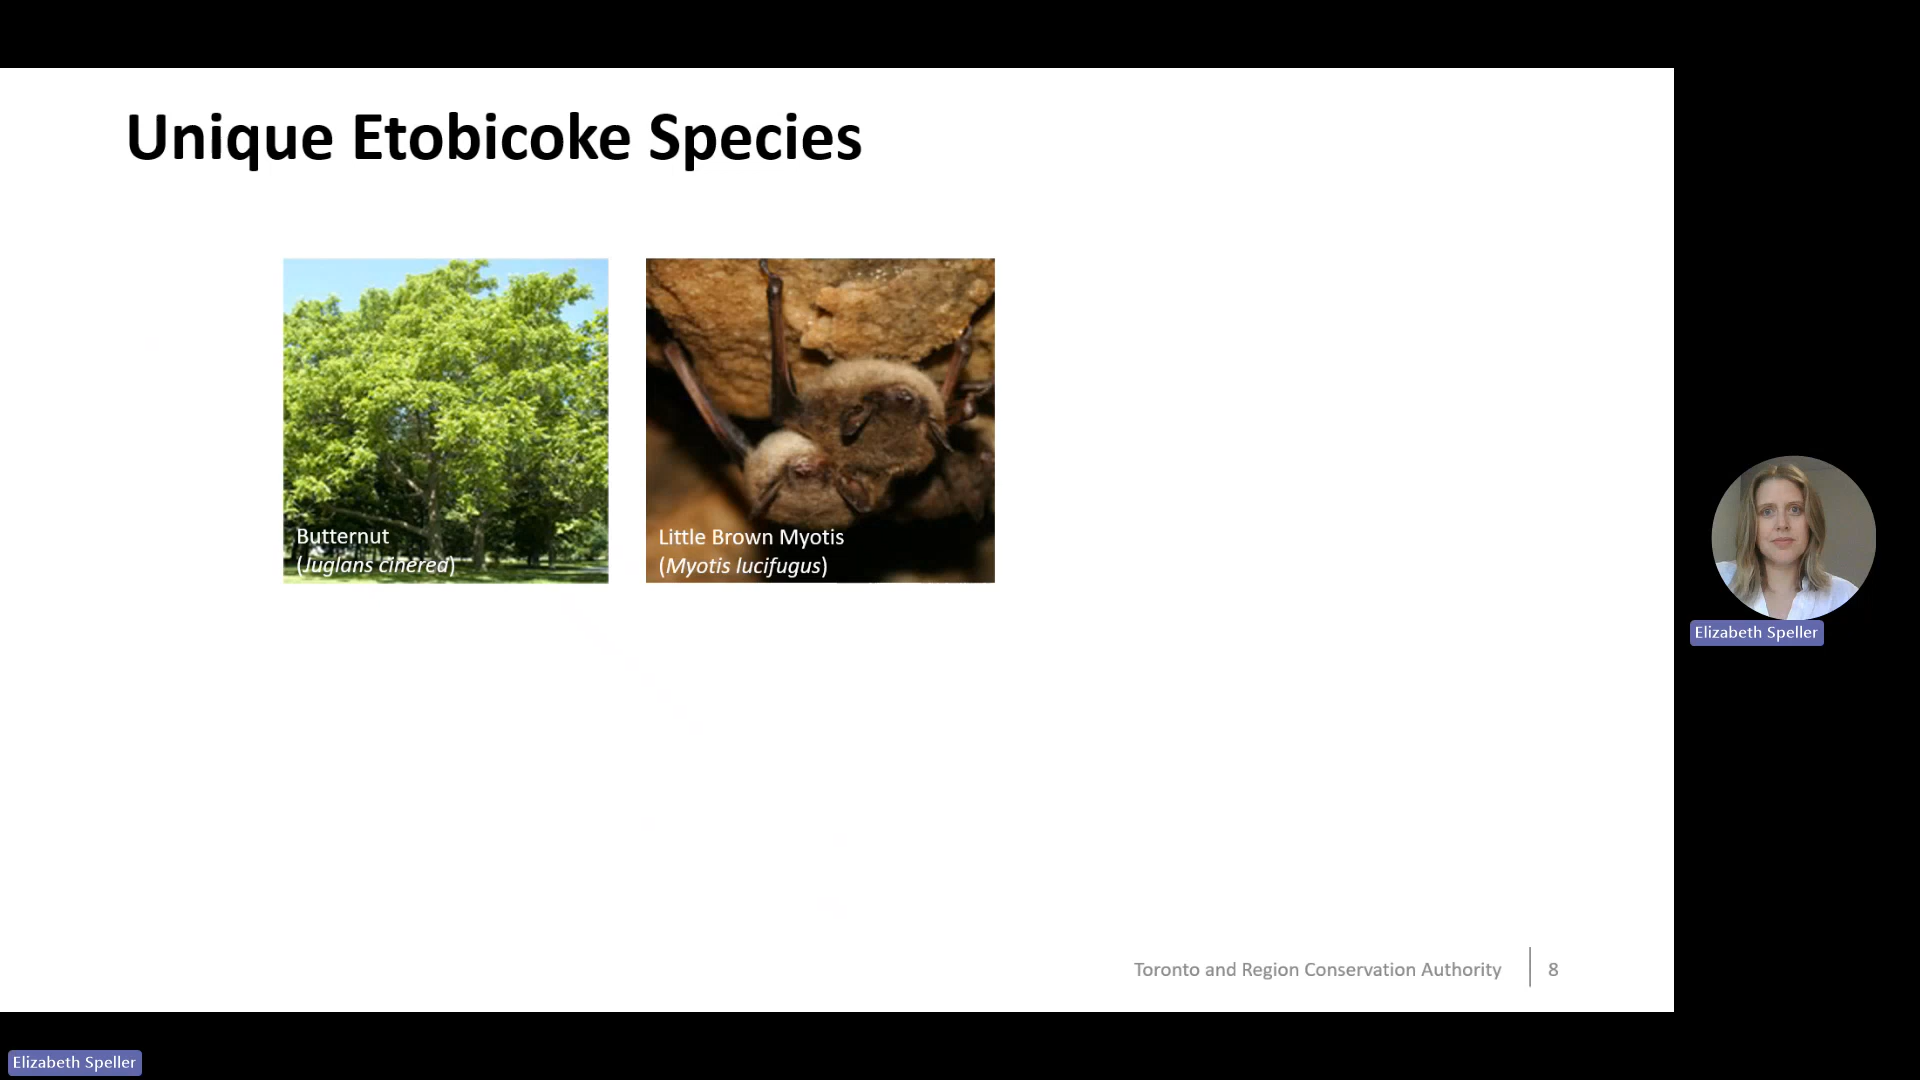 Unique Etobicoke Species
Butternut
(Juglans cinered)
Little Brown Myotis
(Myotis lucifugus)
Elizabeth Speller
Toronto and Region Conservation Authority
8
Elizabeth Speller